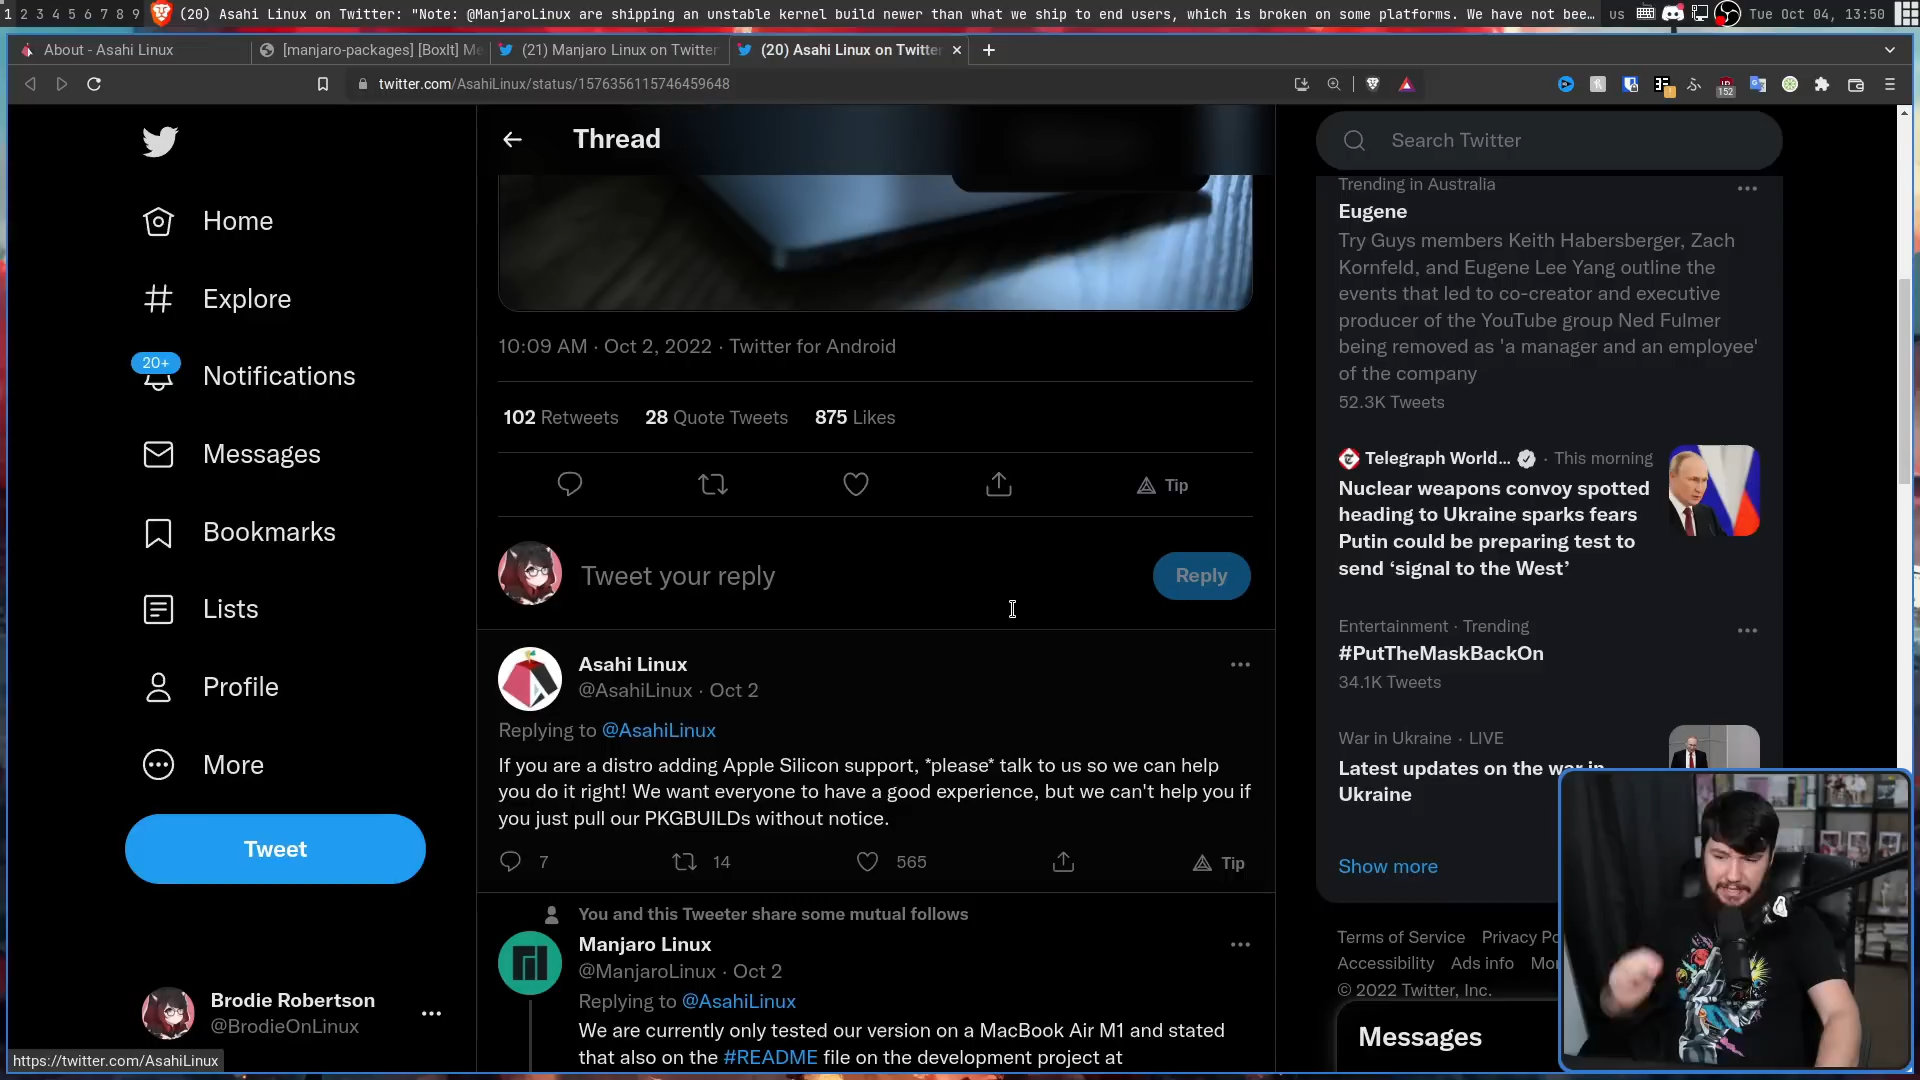 1 2 3 4 5 6 7 8 9 (20) Asahi Linux on Twitter: "Note: @ManjaroLinux are shipping an unstable kernel build newer than what we ship to end users, which is broken on some platforms. We have not bee… us Tue Oct 04, 13:50
About - Asahi Linux
[manjaro-packages] [BoxIt] Me
(21) Manjaro Linux on Twitter
(20) Asahi Linux on Twitte
twitter.com/AsahiLinux/status/1576356115746459648
152
Home
Explore
20+
Notifications
Messages
Bookmarks
Lists
Profile
More
Tweet
Brodie Robertson
@BrodieOnLinux
https://twitter.com/AsahiLinux
Thread
10:09 AM · Oct 2, 2022 · Twitter for Android
102 Retweets 28 Quote Tweets 875 Likes
Tip
Tweet your reply
Reply
Asahi Linux
@AsahiLinux · Oct 2
Replying to @AsahiLinux
If you are a distro adding Apple Silicon support, *please* talk to us so we can help
you do it right! We want everyone to have a good experience, but we can't help you if
you just pull our PKGBUILDs without notice.
7 14 565 Tip
You and this Tweeter share some mutual follows
Manjaro Linux
@ManjaroLinux · Oct 2
Replying to @AsahiLinux
We are currently only tested our version on a MacBook Air M1 and stated
that also on the #README file on the development project at
Search Twitter
Trending in Australia
Eugene
Try Guys members Keith Habersberger, Zach
Kornfeld, and Eugene Lee Yang outline the
events that led to co-creator and executive
producer of the YouTube group Ned Fulmer
being removed as 'a manager and an employee'
of the company
52.3K Tweets
Telegraph World... · This morning
Nuclear weapons convoy spotted
heading to Ukraine sparks fears
Putin could be preparing test to
send ‘signal to the West’
Entertainment · Trending
#PutTheMaskBackOn
34.1K Tweets
War in Ukraine · LIVE
Latest updates on the war in
Ukraine
Show more
Terms of Service Privacy Po
Accessibility Ads info Mor
© 2022 Twitter, Inc.
Messages